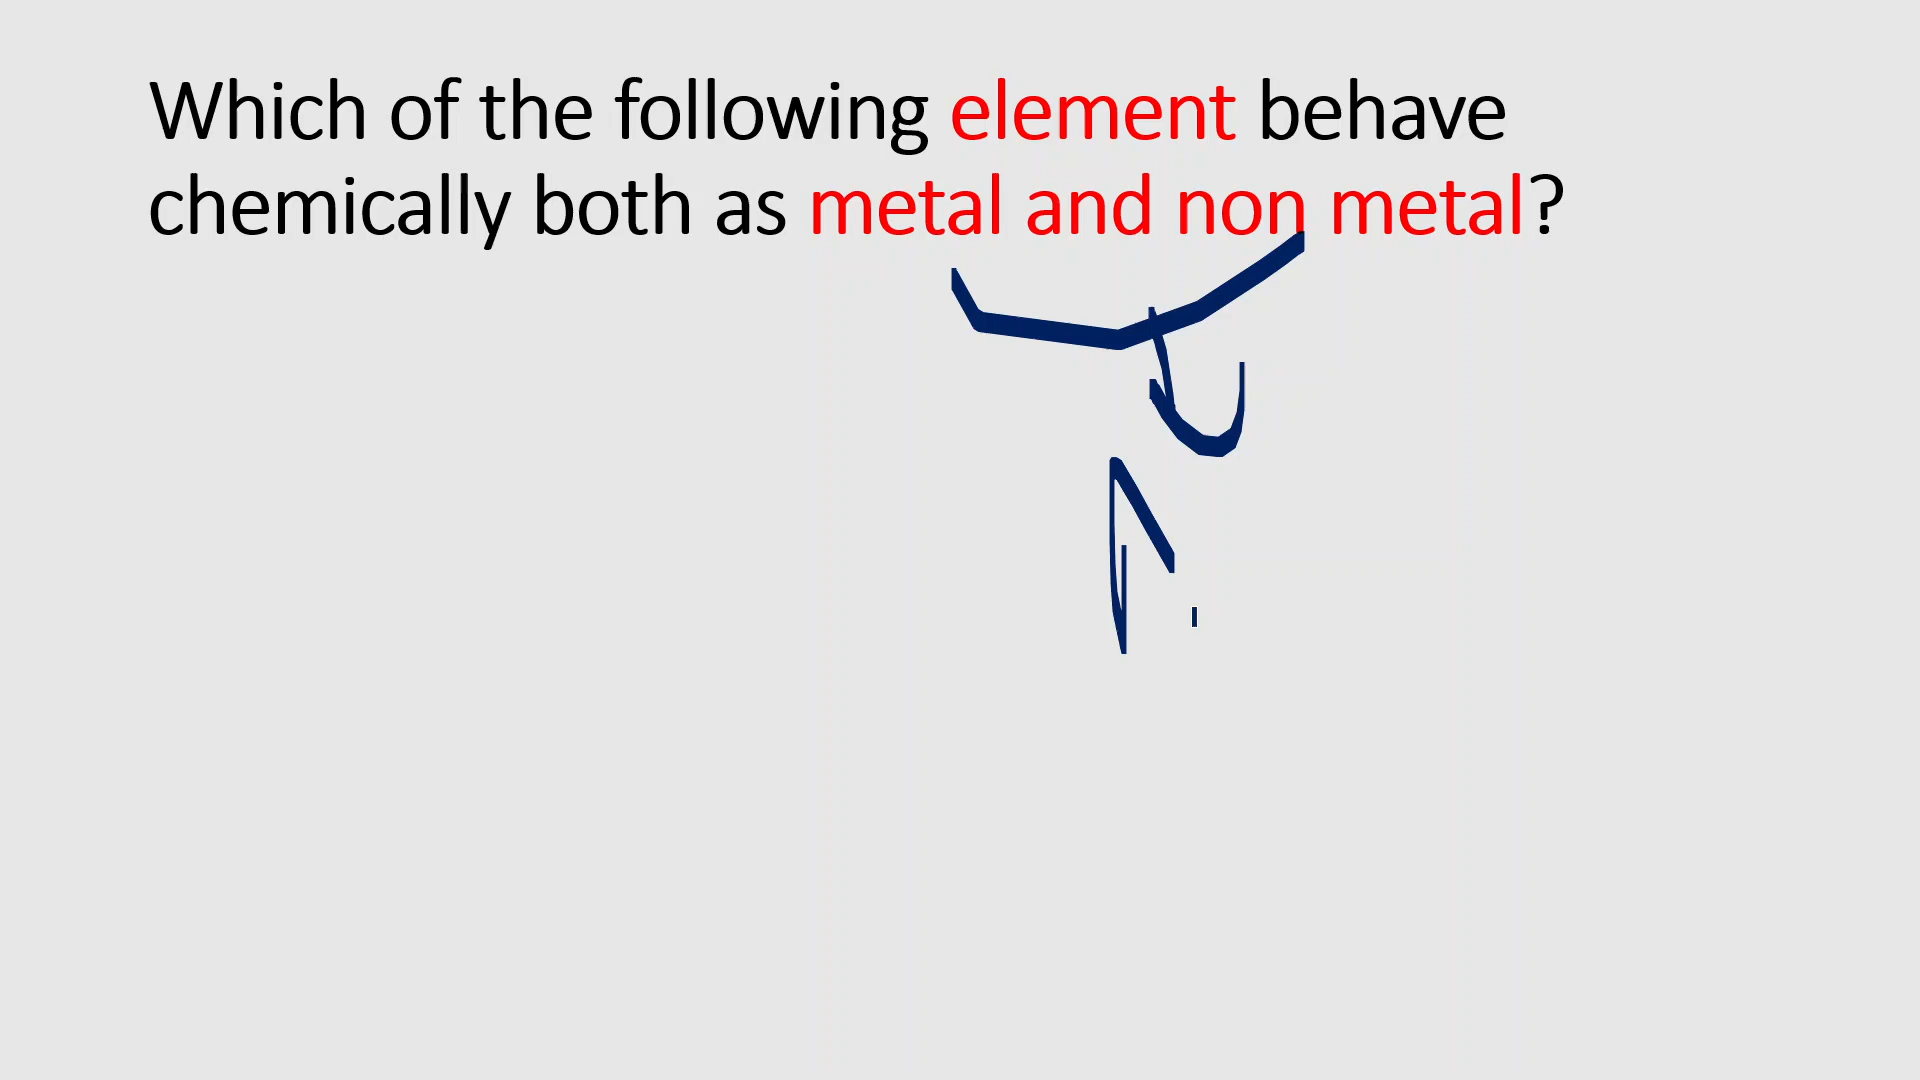 Which of the following element behave
chemically both as metal and non metal?